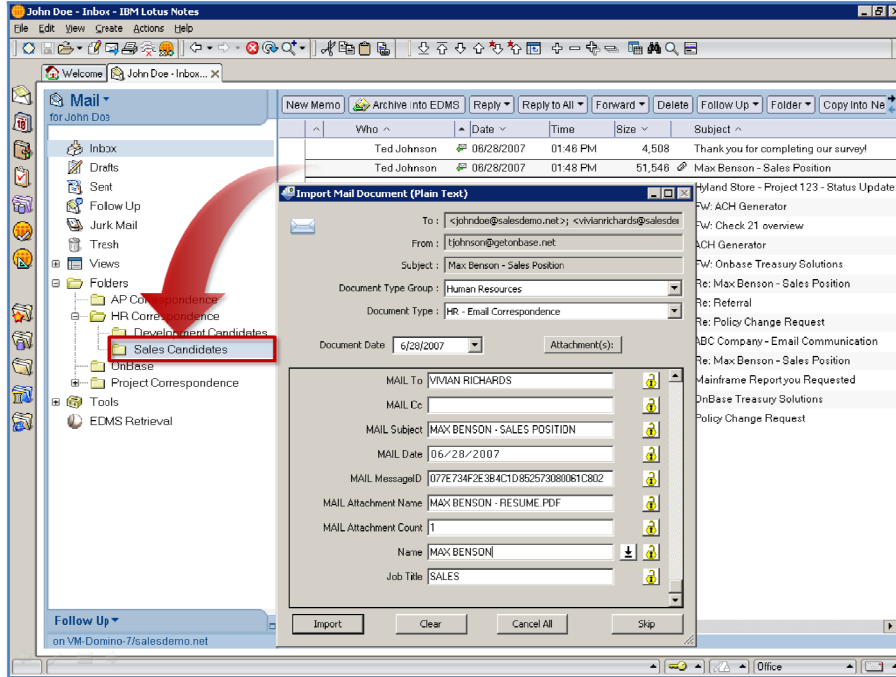 John Doe - Inbox - IBM Lotus Notes
File Edit View Create Actions Help
Welcome John Doe - Inbox...
Mail
for John Doe
New Memo Archive into EDMS Reply Reply to All Forward Delete Follow Up Folder Copy Into Ne
Who Date Time Size Subject
Ted Johnson 06/28/2007 01:46 PM 4,508 Thank you for completing our survey!
Ted Johnson 06/28/2007 01:48 PM 51,546 Max Benson - Sales Position
Hyland Store - Project 123 - Status Update
FW: ACH Generator
FW: Check 21 overview
ACH Generator
FW: Onbase Treasury Solutions
Re: Max Benson - Sales Position
Re: Referral
Re: Policy Change Request
ABC Company - Email Communication
Re: Max Benson - Sales Position
Mainframe Report you Requested
OnBase Treasury Solutions
Policy Change Request
Inbox
Drafts
Sent
Follow Up
Junk Mail
Trash
Views
Folders
AP Correspondence
HR Correspondence
Development Candidates
Sales Candidates
OnBase
Project Correspondence
Tools
EDMS Retrieval
Import Mail Document (Plain Text)
To : <johndoe@salesdemo.net>; <vivianrichards@salesder
From : tjohnson@getonbase.net
Subject : Max Benson - Sales Position
Document Type Group : Human Resources
Document Type : HR - Email Correspondence
Document Date 6/28/2007 Attachment(s):
MAIL To VIVIAN RICHARDS
MAIL Cc
MAIL Subject MAX BENSON - SALES POSITION
MAIL Date 06/28/2007
MAIL MessageID 077E734F2E3B4C1D852573080061C802
MAIL Attachment Name MAX BENSON - RESUME.PDF
MAIL Attachment Count 1
Name MAX BENSON
Job Title SALES
Import Clear Cancel All Skip
Follow Up
on VM-Domino-7/salesdemo.net
Office